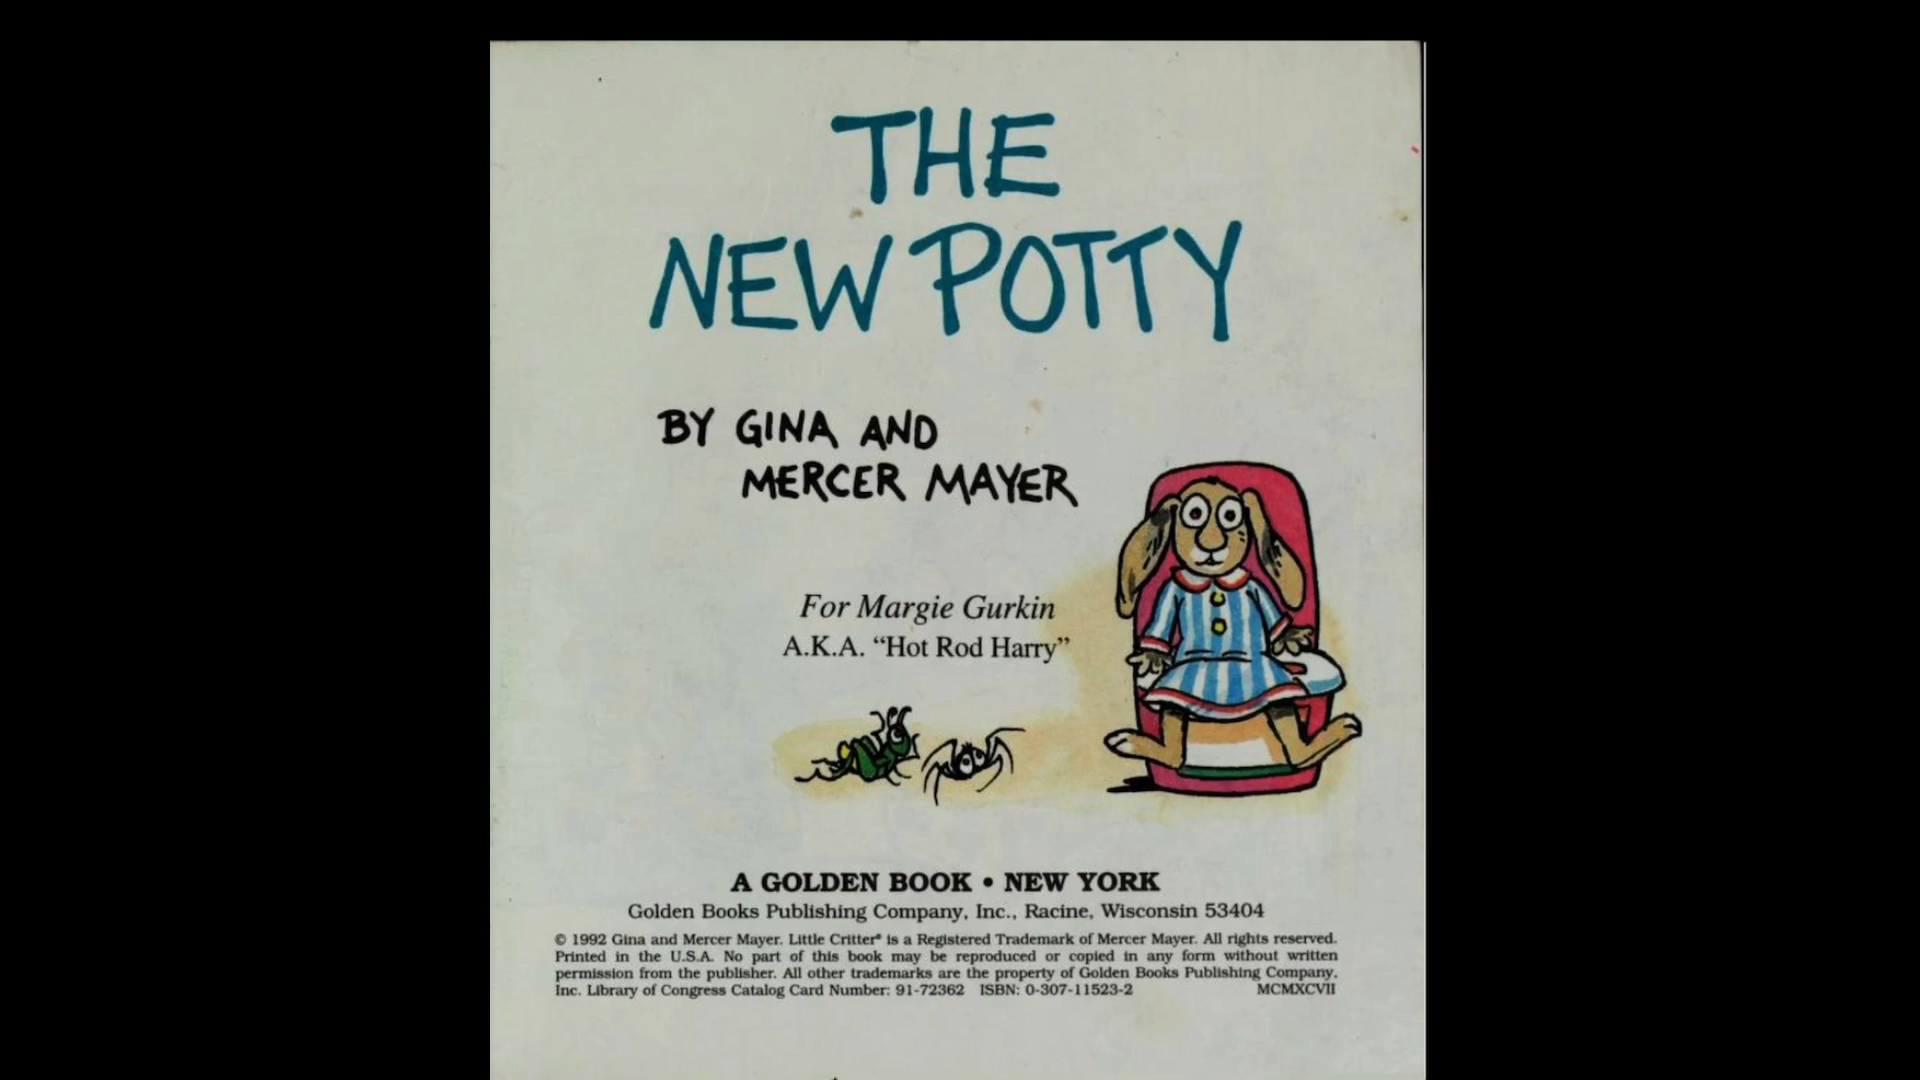 THE
NEW POTTY
BY GINA AND
MERCER MAYER
For Margie Gurkin
A.K.A. “Hot Rod Harry”
A GOLDEN BOOK • NEW YORK
Golden Books Publishing Company, Inc., Racine, Wisconsin 53404
© 1992 Gina and Mercer Mayer. Little Critter® is a Registered Trademark of Mercer Mayer. All rights reserved.
Printed in the U.S.A. No part of this book may be reproduced or copied in any form without written
permission from the publisher. All other trademarks are the property of Golden Books Publishing Company,
Inc. Library of Congress Catalog Card Number: 91-72362 ISBN: 0-307-11523-2 MCMXCVII